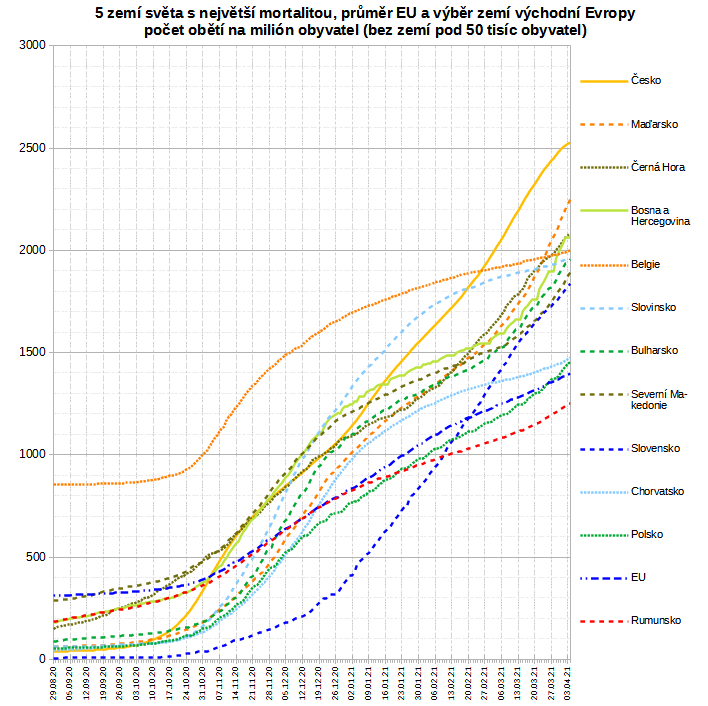 5 zemí světa s největší mortalitou, průměr EU a výběr zemí východní Evropy
počet obětí na milión obyvatel (bez zemí pod 50 tisíc obyvatel)
3000
2500
2000
1500
1000
500
0
Česko
Maďarsko
Černá Hora
Bosna a
Hercegovina
Belgie
Slovinsko
Bulharsko
Severní Ma-
kedonie
Slovensko
Chorvatsko
Polsko
EU
Rumunsko
29.08.20
05.09.20
12.09.20
19.09.20
26.09.20
03.10.20
10.10.20
17.10.20
24.10.20
31.10.20
07.11.20
14.11.20
21.11.20
28.11.20
05.12.20
12.12.20
19.12.20
26.12.20
02.01.21
09.01.21
16.01.21
23.01.21
30.01.21
06.02.21
13.02.21
20.02.21
27.02.21
06.03.21
13.03.21
20.03.21
27.03.21
03.04.21